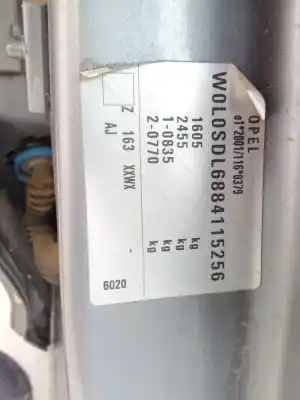 OPEL
e1*2001/116*0379
W0L0SDL6884115256
1605 kg
2455 kg
1-0835 kg
2-0770 kg
Z 163 XXWX
AJ
6020